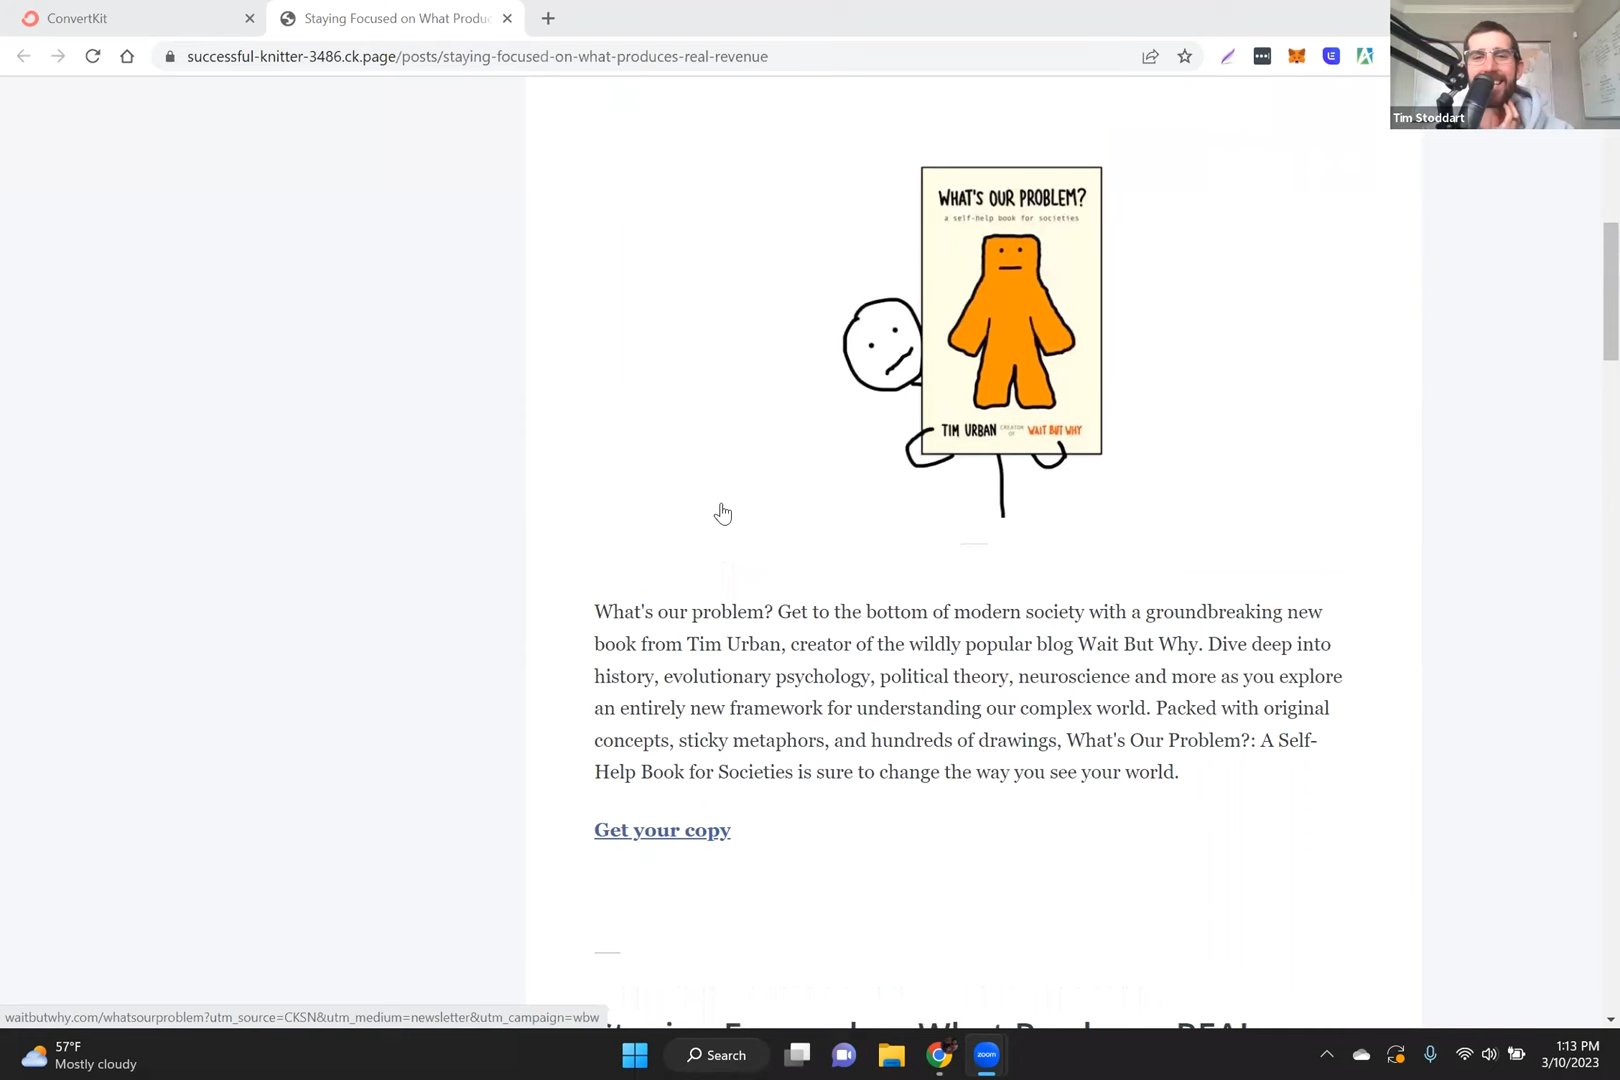 ConvertKit
Staying Focused on What Produc
successful-knitter-3486.ck.page/posts/staying-focused-on-what-produces-real-revenue
Tim Stoddart
WHAT'S OUR PROBLEM?
a self-help book for societies
TIM URBAN CREATOR OF WAIT BUT WHY
What's our problem? Get to the bottom of modern society with a groundbreaking new
book from Tim Urban, creator of the wildly popular blog Wait But Why. Dive deep into
history, evolutionary psychology, political theory, neuroscience and more as you explore
an entirely new framework for understanding our complex world. Packed with original
concepts, sticky metaphors, and hundreds of drawings, What's Our Problem?: A Self-
Help Book for Societies is sure to change the way you see your world.
Get your copy
waitbutwhy.com/whatsourproblem?utm_source=CKSN&utm_medium=newsletter&utm_campaign=wbw
57°F
Mostly cloudy
Search
zoom
1:13 PM
3/10/2023